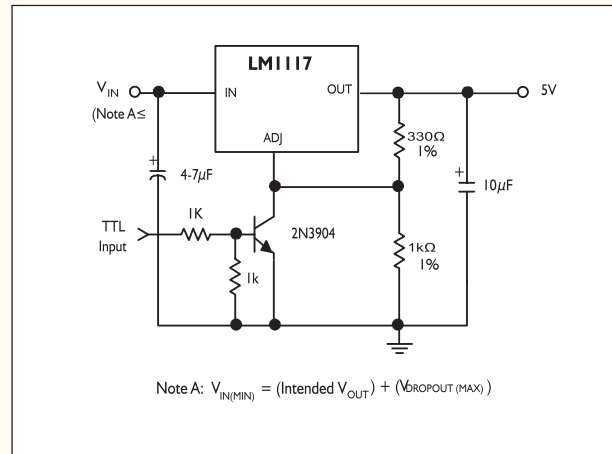 LM1117
V_IN
IN
OUT
5V
(Note A≤
ADJ
330Ω
1%
4-7µF
10µF
TTL
Input
1K
2N3904
1kΩ
1%
1k
Note A: V_IN(MIN) = (Intended V_OUT) + (V_DROPOUT (MAX))